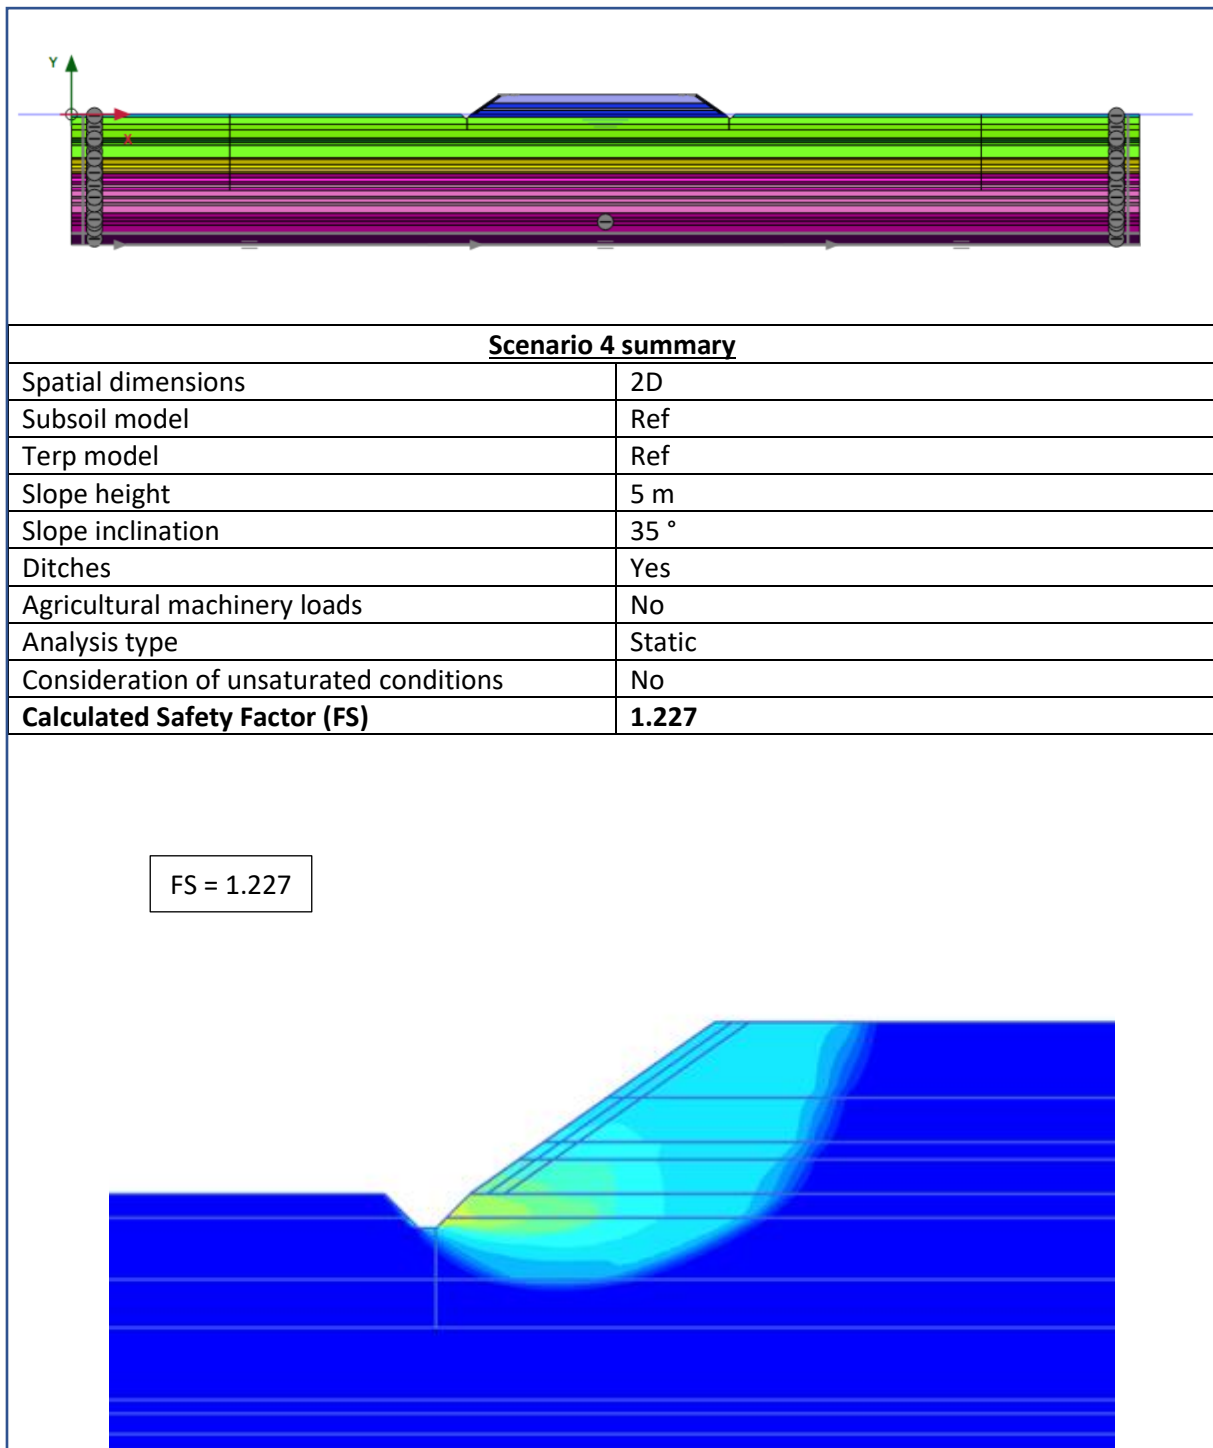 Y
X
Scenario 4 summary
Spatial dimensions 2D
Subsoil model Ref
Terp model Ref
Slope height 5 m
Slope inclination 35 °
Ditches Yes
Agricultural machinery loads No
Analysis type Static
Consideration of unsaturated conditions No
Calculated Safety Factor (FS) 1.227
FS = 1.227